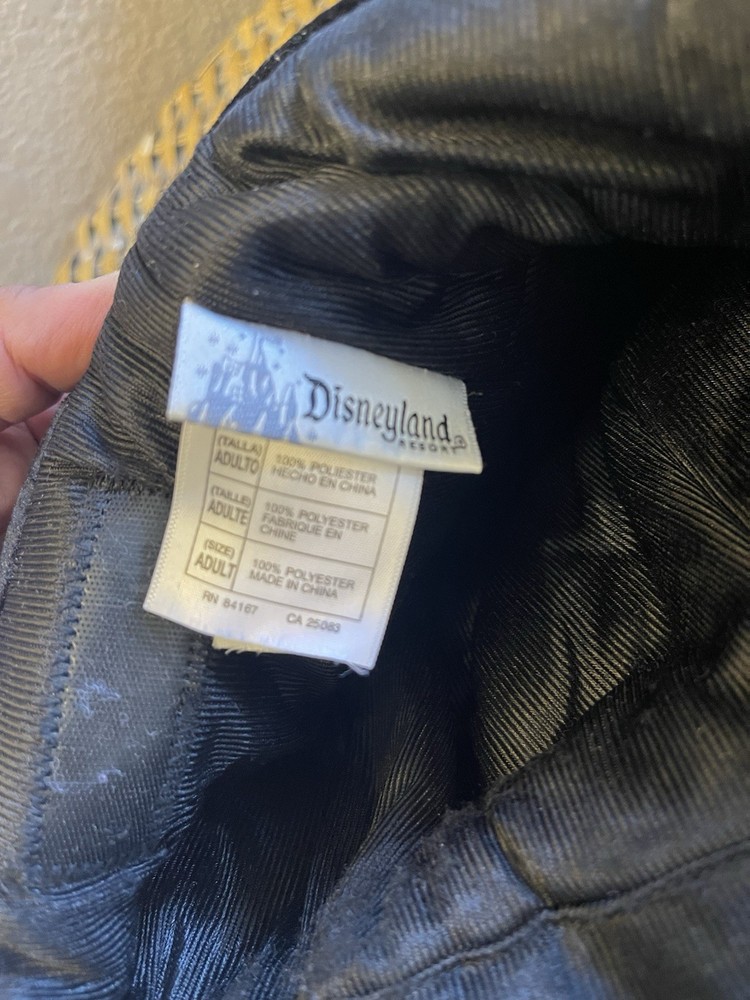 Disneyland
RESORT
(TALLA)
ADULTO
100% POLIESTER
HECHO EN CHINA
(TAILLE)
ADULTE
100% POLYESTER
FABRIQUE EN
CHINE
(SIZE)
ADULT
100% POLYESTER
MADE IN CHINA
RN 84167 CA 25083